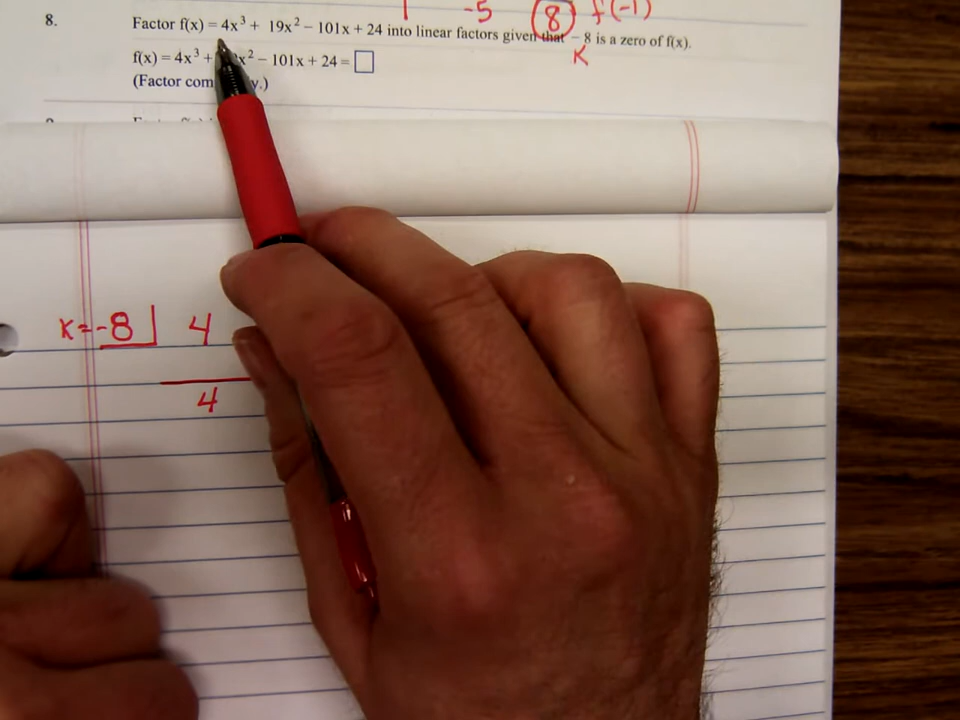 -5 8 f(-1)
8. Factor f(x) = 4x³ + 19x² − 101x + 24 into linear factors given that − 8 is a zero of f(x).
K
f(x) = 4x³ + x² − 101x + 24 =
(Factor com y.)
K=-8 4
4